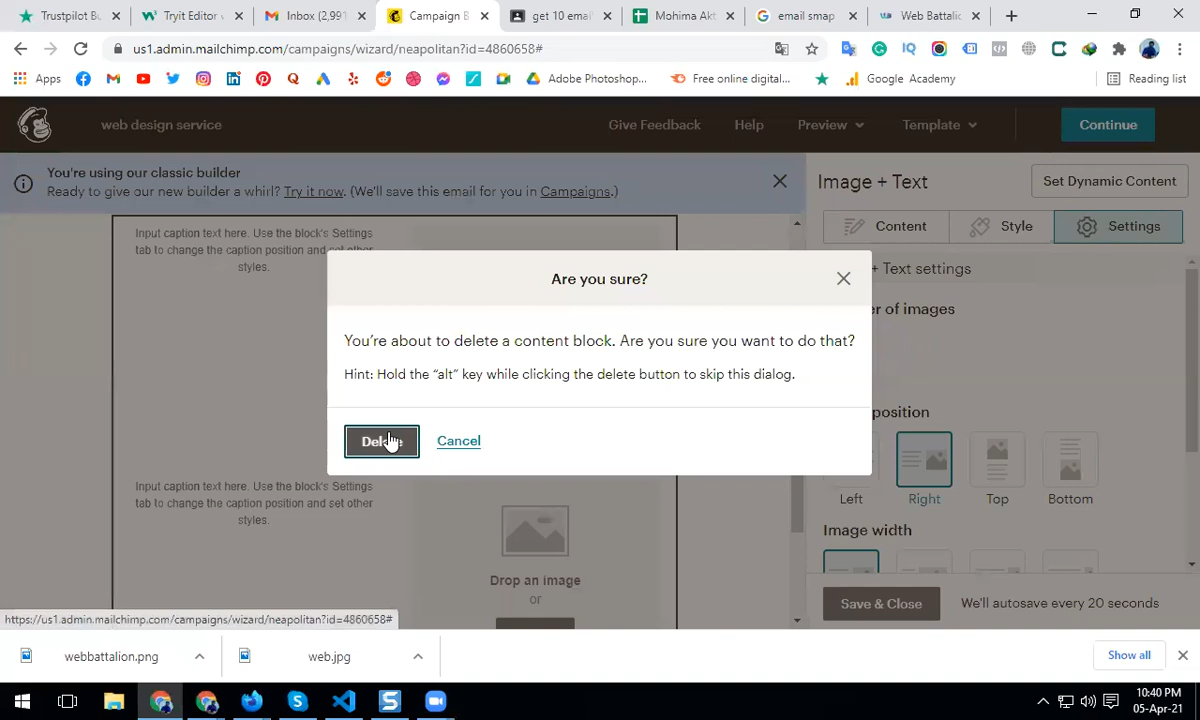 Trustpilot B
Tryit Editor v
Inbox (2,991
Campaign B
get 10 emai
Mohima Akt
email smap
Web Battalic
us1.admin.mailchimp.com/campaigns/wizard/neapolitan?id=4860658#
Apps
Adobe Photoshop...
Free online digital...
Google Academy
Reading list
web design service
Give Feedback
Help
Preview
Template
Continue
You're using our classic builder
Ready to give our new builder a whirl? Try it now. (We'll save this email for you in Campaigns.)
Image + Text
Set Dynamic Content
Content
Style
Settings
Input caption text here. Use the block's Settings
tab to change the caption position and set other
styles.
+ Text settings
Are you sure?
er of images
You're about to delete a content block. Are you sure you want to do that?
Hint: Hold the "alt" key while clicking the delete button to skip this dialog.
position
Delete
Cancel
Left
Right
Top
Bottom
Input caption text here. Use the block's Settings
tab to change the caption position and set other
styles.
Image width
Drop an image
or
Save & Close
We'll autosave every 20 seconds
https://us1.admin.mailchimp.com/campaigns/wizard/neapolitan?id=4860658#
webbattalion.png
web.jpg
Show all
10:40 PM
05-Apr-21